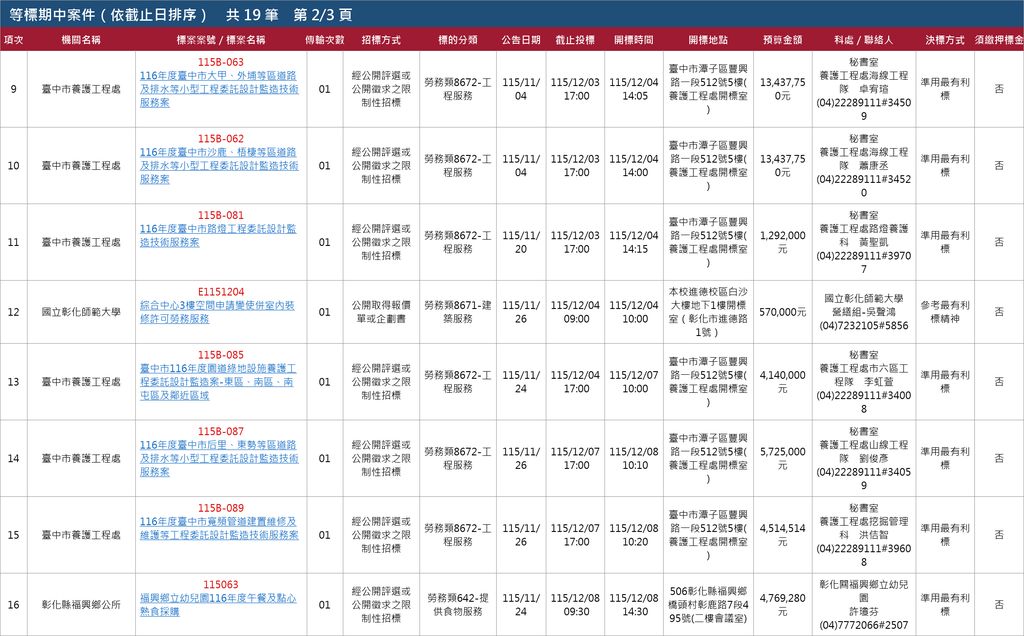 等標期中案件（依截止日排序）　共 19 筆　第 2/3 頁
項次 機關名稱 標案案號 / 標案名稱 傳輸次數 招標方式 標的分類 公告日期 截止投標 開標時間 開標地點 預算金額 科處 / 聯絡人 決標方式 須繳押標金
9
臺中市養護工程處
115B-063
116年度臺中市大甲、外埔等區道路
及排水等小型工程委託設計監造技術
服務案
01
經公開評選或
公開徵求之限
制性招標
勞務類8672-工
程服務
115/11/
04
115/12/03
17:00
115/12/04
14:05
臺中市潭子區豐興
路一段512號5樓(
養護工程處開標室
)
13,437,75
0元
秘書室
養護工程處海線工程
隊　卓宥瑄
(04)22289111#3450
9
準用最有利
標
否
10
臺中市養護工程處
115B-062
116年度臺中市沙鹿、梧棲等區道路
及排水等小型工程委託設計監造技術
服務案
01
經公開評選或
公開徵求之限
制性招標
勞務類8672-工
程服務
115/11/
04
115/12/03
17:00
115/12/04
14:00
臺中市潭子區豐興
路一段512號5樓(
養護工程處開標室
)
13,437,75
0元
秘書室
養護工程處海線工程
隊　蕭康丞
(04)22289111#3452
0
準用最有利
標
否
11
臺中市養護工程處
115B-081
116年度臺中市路燈工程委託設計監
造技術服務案
01
經公開評選或
公開徵求之限
制性招標
勞務類8672-工
程服務
115/11/
20
115/12/03
17:00
115/12/04
14:15
臺中市潭子區豐興
路一段512號5樓(
養護工程處開標室
)
1,292,000
元
秘書室
養護工程處路燈養護
科　黃聖凱
(04)22289111#3970
7
準用最有利
標
否
12
國立彰化師範大學
E1151204
綜合中心3樓空間申請變使併室內裝
修許可勞務服務
01
公開取得報價
單或企劃書
勞務類8671-建
築服務
115/11/
26
115/12/04
09:00
115/12/04
10:00
本校進德校區白沙
大樓地下1樓開標
室（彰化市進德路
1號）
570,000元
國立彰化師範大學
營繕組-吳聲鴻
(04)7232105#5856
參考最有利
標精神
否
13
臺中市養護工程處
115B-085
臺中市116年度園道綠地設施養護工
程委託設計監造案-東區、南區、南
屯區及鄰近區域
01
經公開評選或
公開徵求之限
制性招標
勞務類8672-工
程服務
115/11/
24
115/12/04
17:00
115/12/07
10:00
臺中市潭子區豐興
路一段512號5樓(
養護工程處開標室
)
4,140,000
元
秘書室
養護工程處市六區工
程隊　李虹萱
(04)22289111#3400
8
準用最有利
標
否
14
臺中市養護工程處
115B-087
116年度臺中市后里、東勢等區道路
及排水等小型工程委託設計監造技術
服務案
01
經公開評選或
公開徵求之限
制性招標
勞務類8672-工
程服務
115/11/
26
115/12/07
17:00
115/12/08
10:10
臺中市潭子區豐興
路一段512號5樓(
養護工程處開標室
)
5,725,000
元
秘書室
養護工程處山線工程
隊　劉俊彥
(04)22289111#3405
9
準用最有利
標
否
15
臺中市養護工程處
115B-089
116年度臺中市寬頻管道建置維修及
維護等工程委託設計監造技術服務案
01
經公開評選或
公開徵求之限
制性招標
勞務類8672-工
程服務
115/11/
26
115/12/07
17:00
115/12/08
10:20
臺中市潭子區豐興
路一段512號5樓(
養護工程處開標室
)
4,514,514
元
秘書室
養護工程處挖掘管理
科　洪佶智
(04)22289111#3960
8
準用最有利
標
否
16
彰化縣福興鄉公所
115063
福興鄉立幼兒園116年度午餐及點心
熟食採購
01
經公開評選或
公開徵求之限
制性招標
勞務類642-提
供食物服務
115/11/
24
115/12/08
09:30
115/12/08
14:30
506彰化縣福興鄉
橋頭村彰鹿路7段4
95號(二樓會議室)
4,769,280
元
彰化縣福興鄉立幼兒
園
許瓊芬
(04)7772066#2507
準用最有利
標
否